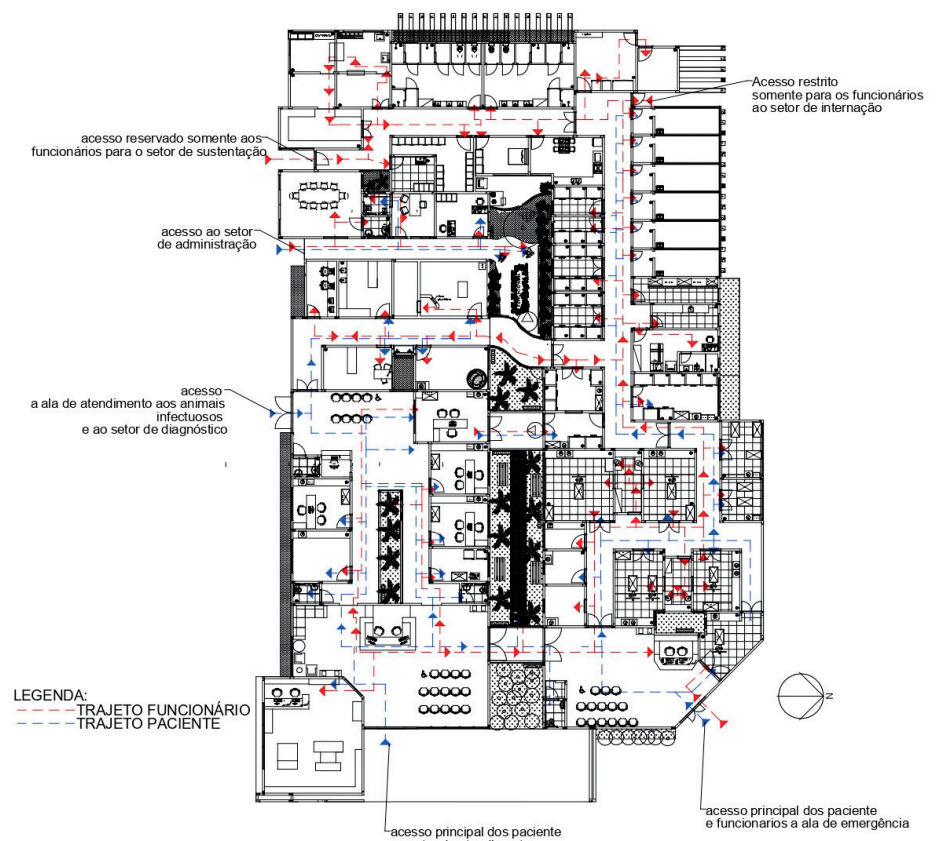 Acesso restrito
somente para os funcionários
ao setor de internação
acesso reservado somente aos
funcionários para o setor de sustentação
acesso ao setor
de administração
acesso
a ala de atendimento aos animais
infectuosos
e ao setor de diagnóstico
LEGENDA:
TRAJETO FUNCIONÁRIO
TRAJETO PACIENTE
N
acesso principal dos paciente
e funcionarios a ala de emergência
acesso principal dos paciente